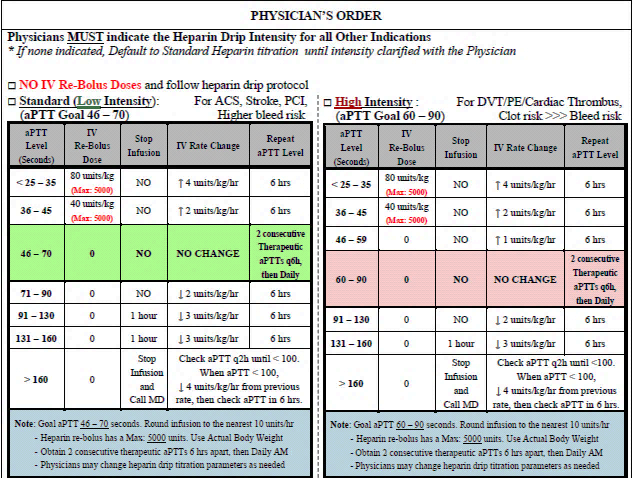 PHYSICIAN'S ORDER
Physicians MUST indicate the Heparin Drip Intensity for all Other Indications
* If none indicated, Default to Standard Heparin titration until intensity clarified with the Physician
□ NO IV Re-Bolus Doses and follow heparin drip protocol
□ Standard (Low Intensity): For ACS, Stroke, PCI,
(aPTT Goal 46 – 70) Higher bleed risk
aPTT Level (Seconds) IV Re-Bolus Dose Stop Infusion IV Rate Change Repeat aPTT Level
< 25 – 35 80 units/kg (Max: 5000) NO ↑ 4 units/kg/hr 6 hrs
36 – 45 40 units/kg (Max: 5000) NO ↑ 2 units/kg/hr 6 hrs
46 – 70 0 NO NO CHANGE 2 consecutive Therapeutic aPTTs q6h, then Daily
71 – 90 0 NO ↓ 2 units/kg/hr 6 hrs
91 – 130 0 1 hour ↓ 3 units/kg/hr 6 hrs
131 – 160 0 1 hour ↓ 3 units/kg/hr 6 hrs
> 160 0 Stop Infusion and Call MD Check aPTT q2h until < 100. When aPTT < 100, ↓ 4 units/kg/hr from previous rate, then check aPTT in 6 hrs.
Note: Goal aPTT 46 – 70 seconds. Round infusion to the nearest 10 units/hr
- Heparin re-bolus has a Max: 5000 units. Use Actual Body Weight
- Obtain 2 consecutive therapeutic aPTTs 6 hrs apart, then Daily AM
- Physicians may change heparin drip titration parameters as needed
□ High Intensity : For DVT/PE/Cardiac Thrombus,
(aPTT Goal 60 – 90) Clot risk >>> Bleed risk
aPTT Level (Seconds) IV Re-Bolus Dose Stop Infusion IV Rate Change Repeat aPTT Level
< 25 – 35 80 units/kg (Max: 5000) NO ↑ 4 units/kg/hr 6 hrs
36 – 45 40 units/kg (Max: 5000) NO ↑ 2 units/kg/hr 6 hrs
46 – 59 0 NO ↑ 1 units/kg/hr 6 hrs
60 – 90 0 NO NO CHANGE 2 consecutive Therapeutic aPTTs q6h, then Daily
91 – 130 0 NO ↓ 2 units/kg/hr 6 hrs
131 – 160 0 1 hour ↓ 3 units/kg/hr 6 hrs
> 160 0 Stop Infusion and Call MD Check aPTT q2h until <100. When aPTT < 100, ↓ 4 units/kg/hr from previous rate, then check aPTT in 6 hrs.
Note: Goal aPTT 60 – 90 seconds. Round infusion to the nearest 10 units/hr
- Heparin re-bolus has a Max: 5000 units. Use Actual Body Weight
- Obtain 2 consecutive therapeutic aPTTs 6 hrs apart, then Daily AM
- Physicians may change heparin drip titration parameters as needed